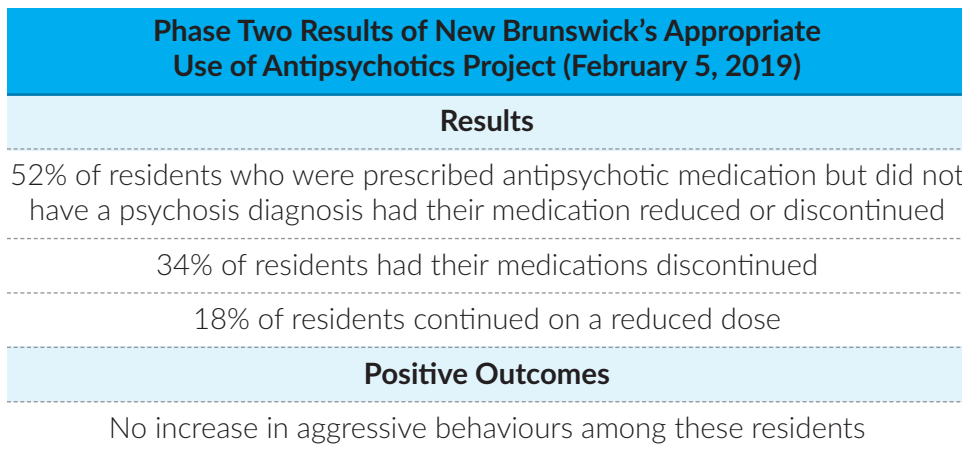 Phase Two Results of New Brunswick’s Appropriate
Use of Antipsychotics Project (February 5, 2019)
Results
52% of residents who were prescribed antipsychotic medication but did not
have a psychosis diagnosis had their medication reduced or discontinued
34% of residents had their medications discontinued
18% of residents continued on a reduced dose
Positive Outcomes
No increase in aggressive behaviours among these residents